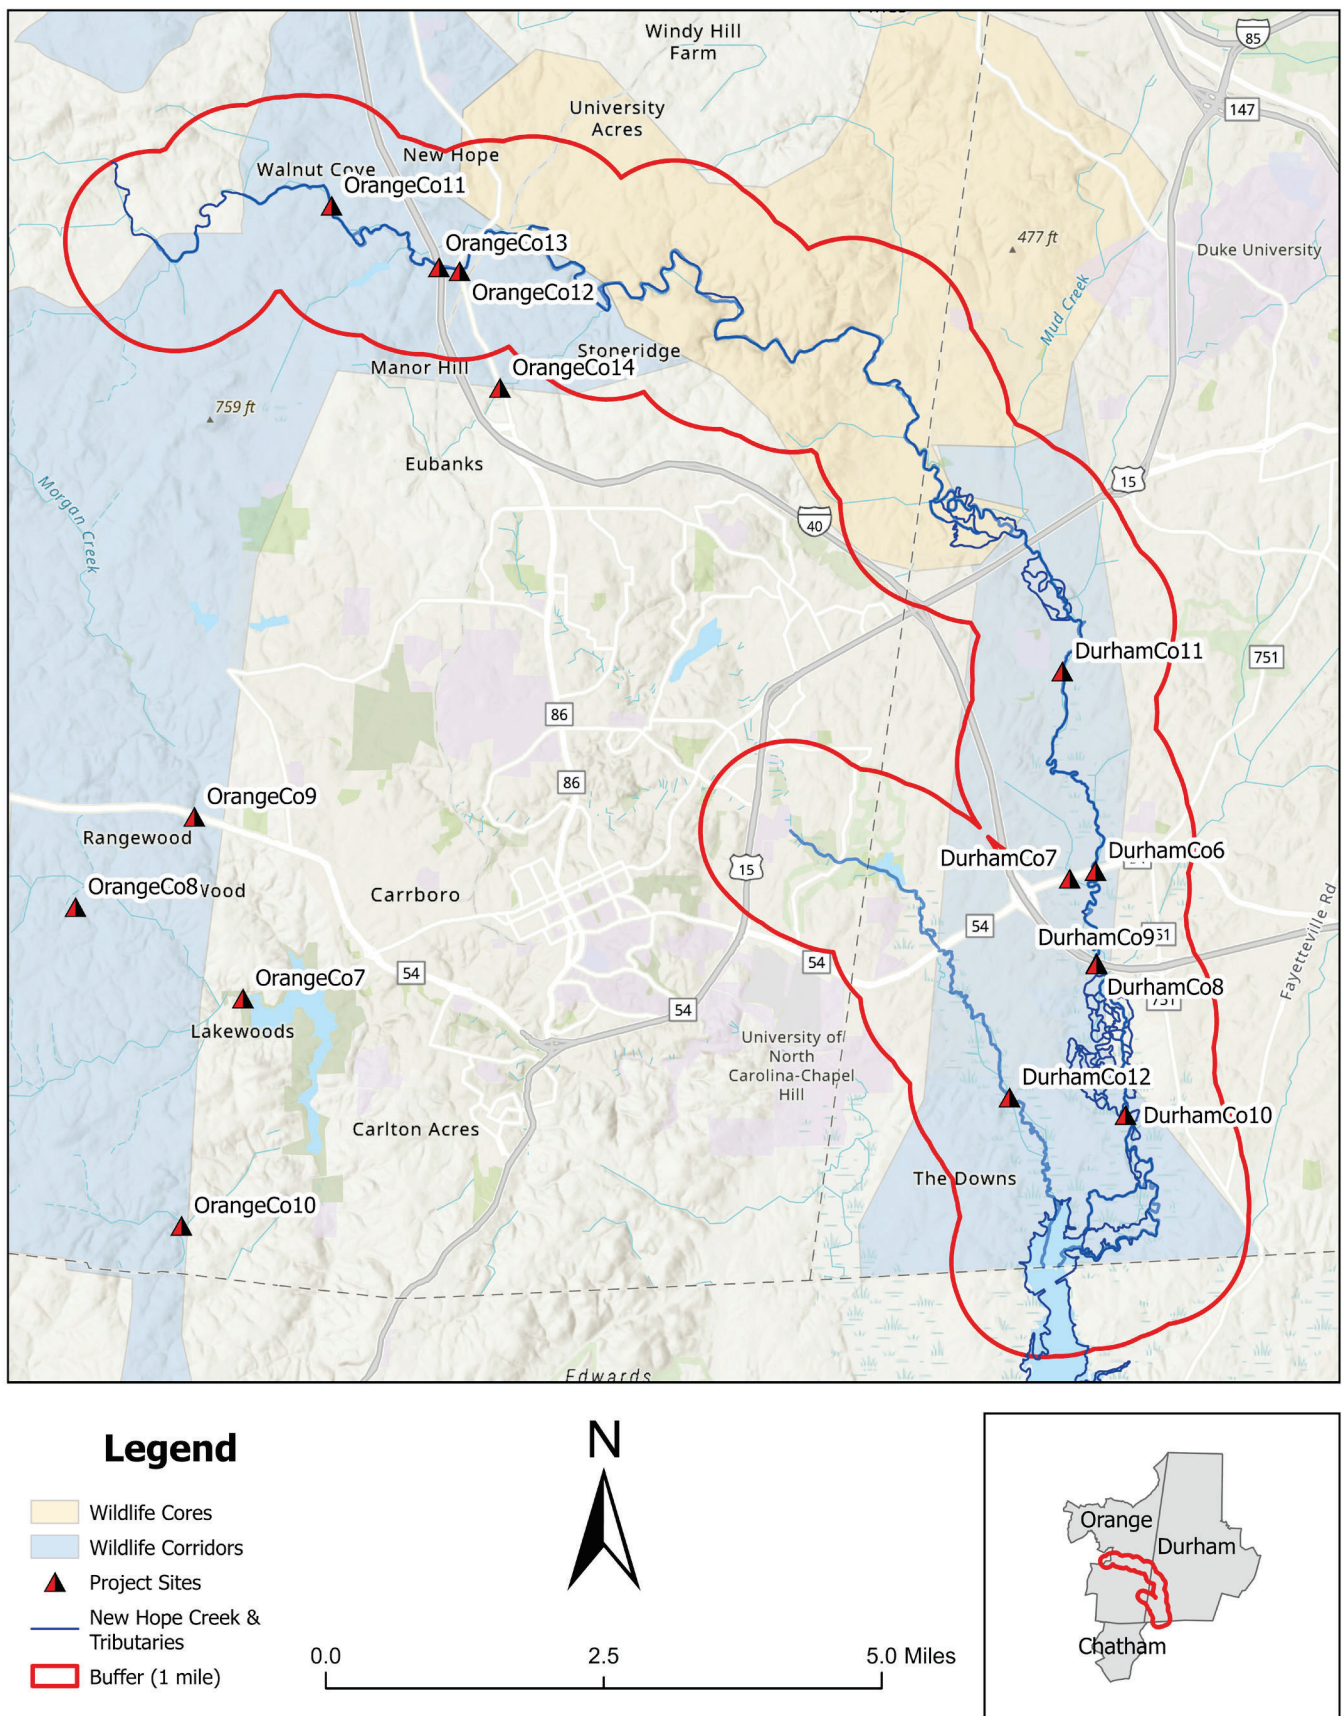 Windy Hill
Farm
85
147
University
Acres
New Hope
Walnut Cove
OrangeCo11
OrangeCo13
477 ft
Duke University
OrangeCo12
Mud Creek
Stoneridge
Manor Hill
OrangeCo14
759 ft
Eubanks
15
Morgan Creek
40
DurhamCo11
751
86
86
OrangeCo9
Rangewood
DurhamCo7
DurhamCo6
15
OrangeCo8
Carrboro
Fayetteville Rd
54
DurhamCo9
54
54
OrangeCo7
DurhamCo8
54
Lakewoods
University of
North
Carolina-Chapel
Hill
DurhamCo12
DurhamCo10
Carlton Acres
The Downs
OrangeCo10
Edwards
Legend
Wildlife Cores
Wildlife Corridors
Project Sites
New Hope Creek &
Tributaries
Buffer (1 mile)
N
0.0
2.5
5.0 Miles
Orange
Durham
Chatham